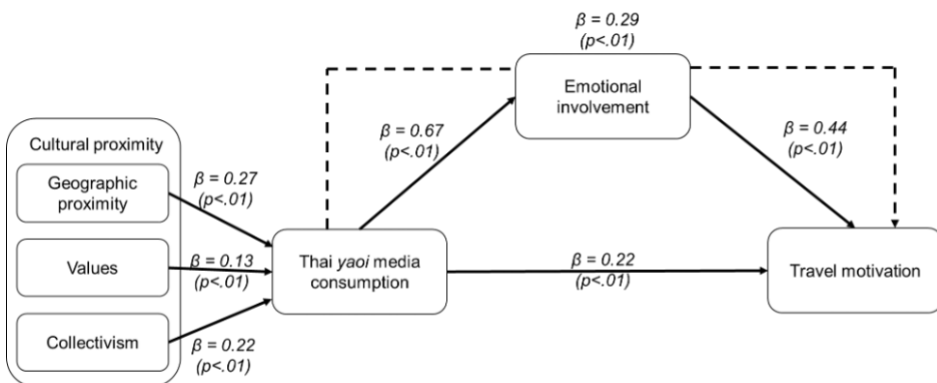 β = 0.29
(p<.01)
Emotional
involvement
β = 0.67
(p<.01)
β = 0.44
(p<.01)
Cultural proximity
Geographic
proximity
β = 0.27
(p<.01)
Values
β = 0.13
(p<.01)
Thai yaoi media
consumption
β = 0.22
(p<.01)
Travel motivation
Collectivism
β = 0.22
(p<.01)